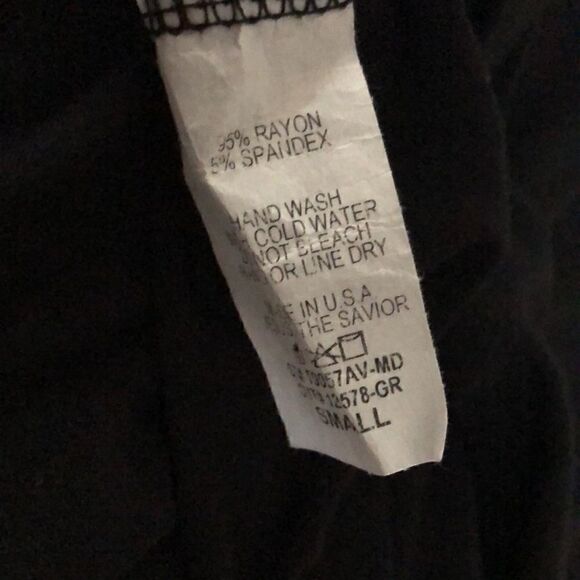 95% RAYON
5% SPANDEX
HAND WASH
COLD WATER
NOT BLEACH
OR LINE DRY
IN U.S.A
THE SAVIOR
T0057AV-MD
12578-GR
SMALL